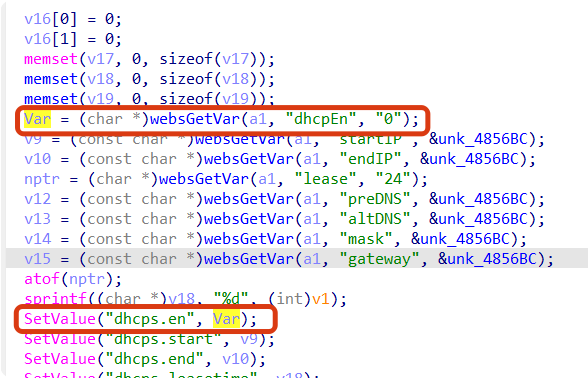 v16[0] = 0;
v16[1] = 0;
memset(v17, 0, sizeof(v17));
memset(v18, 0, sizeof(v18));
memset(v19, 0, sizeof(v19));
Var = (char *)websGetVar(a1, "dhcpEn", "0");
v9 = (const char *)websGetVar(a1, "startIP", &unk_4856BC);
v10 = (const char *)websGetVar(a1, "endIP", &unk_4856BC);
nptr = (char *)websGetVar(a1, "lease", "24");
v12 = (const char *)websGetVar(a1, "preDNS", &unk_4856BC);
v13 = (const char *)websGetVar(a1, "altDNS", &unk_4856BC);
v14 = (const char *)websGetVar(a1, "mask", &unk_4856BC);
v15 = (const char *)websGetVar(a1, "gateway", &unk_4856BC);
atof(nptr);
sprintf((char *)v18, "%d", (int)v1);
SetValue("dhcps.en", Var);
SetValue("dhcps.start", v9);
SetValue("dhcps.end", v10);
SetValue("dhcps.leasetime", v18);